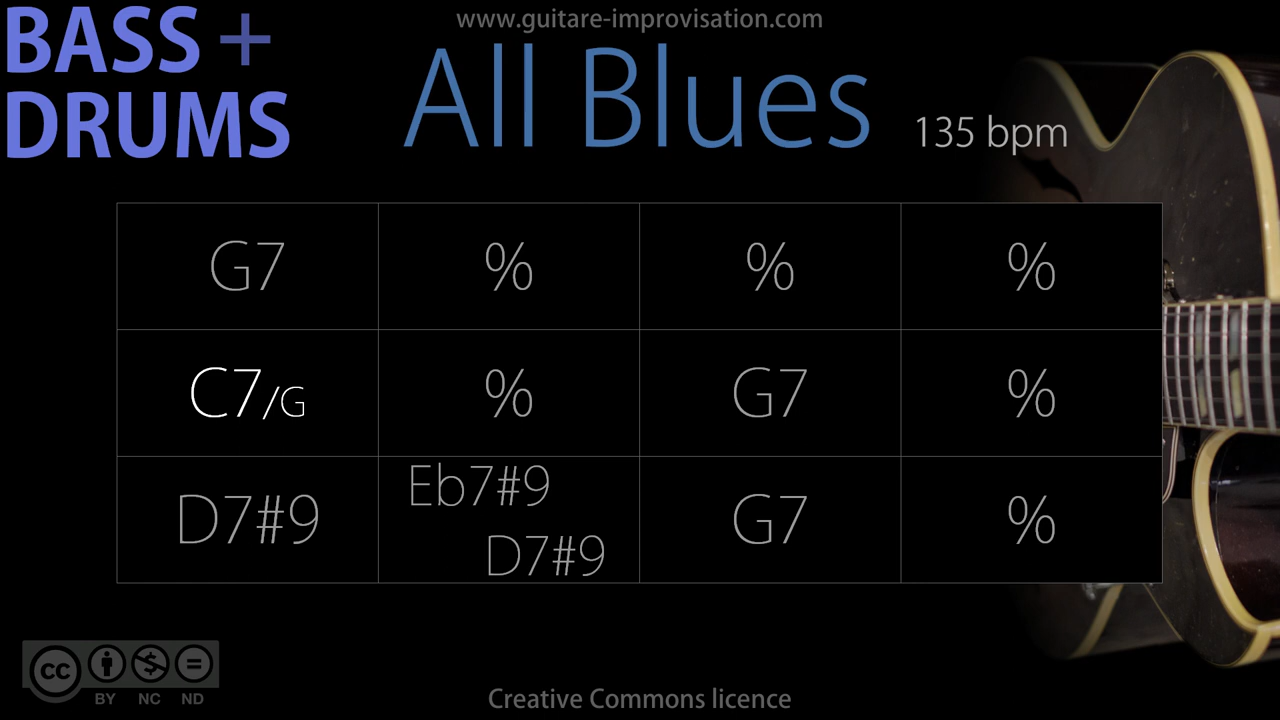 www.guitare-improvisation.com
BASS +
DRUMS
All Blues
135 bpm
G7 % % %
C7/G % G7 %
D7#9 Eb7#9 D7#9 G7 %
cc
BY NC ND
Creative Commons licence